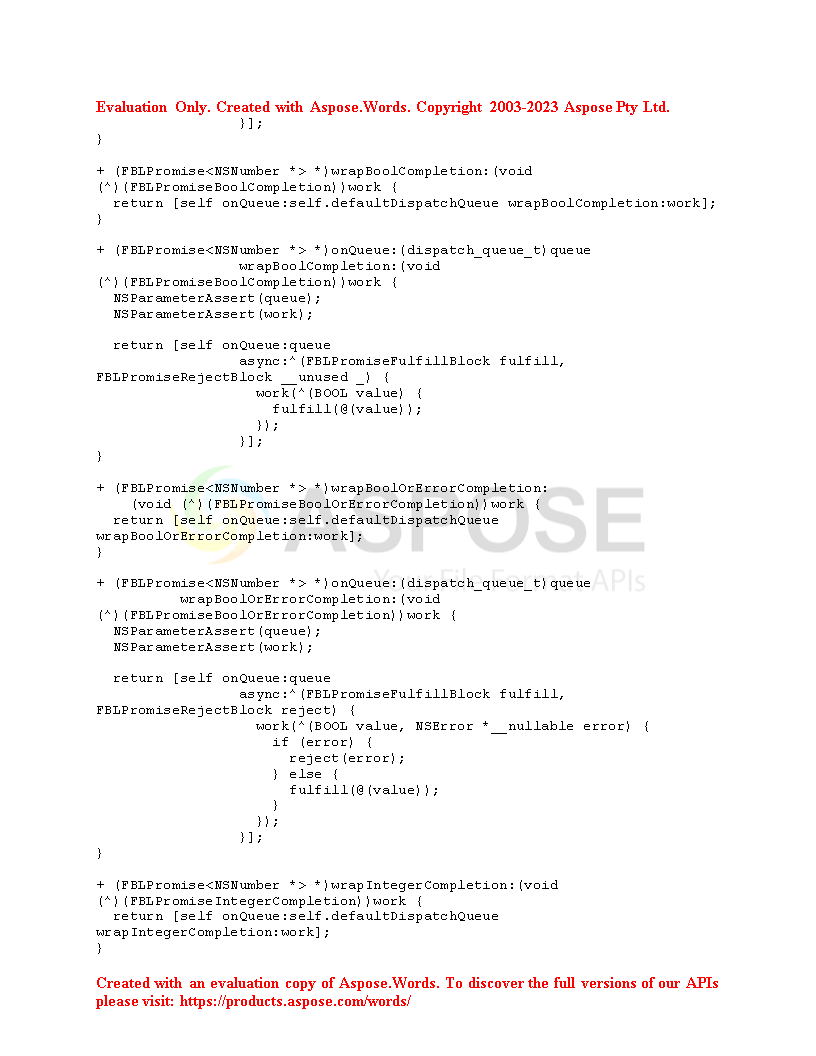 Evaluation Only. Created with Aspose.Words. Copyright 2003-2023 Aspose Pty Ltd.
                 }];
}

+ (FBLPromise<NSNumber *> *)wrapBoolCompletion:(void
(^)(FBLPromiseBoolCompletion))work {
  return [self onQueue:self.defaultDispatchQueue wrapBoolCompletion:work];
}

+ (FBLPromise<NSNumber *> *)onQueue:(dispatch_queue_t)queue
                 wrapBoolCompletion:(void
(^)(FBLPromiseBoolCompletion))work {
  NSParameterAssert(queue);
  NSParameterAssert(work);

  return [self onQueue:queue
                 async:^(FBLPromiseFulfillBlock fulfill,
FBLPromiseRejectBlock __unused _) {
                   work(^(BOOL value) {
                     fulfill(@(value));
                   });
                 }];
}

+ (FBLPromise<NSNumber *> *)wrapBoolOrErrorCompletion:
    (void (^)(FBLPromiseBoolOrErrorCompletion))work {
  return [self onQueue:self.defaultDispatchQueue
wrapBoolOrErrorCompletion:work];
}

+ (FBLPromise<NSNumber *> *)onQueue:(dispatch_queue_t)queue
          wrapBoolOrErrorCompletion:(void
(^)(FBLPromiseBoolOrErrorCompletion))work {
  NSParameterAssert(queue);
  NSParameterAssert(work);

  return [self onQueue:queue
                 async:^(FBLPromiseFulfillBlock fulfill,
FBLPromiseRejectBlock reject) {
                   work(^(BOOL value, NSError *__nullable error) {
                     if (error) {
                       reject(error);
                     } else {
                       fulfill(@(value));
                     }
                   });
                 }];
}

+ (FBLPromise<NSNumber *> *)wrapIntegerCompletion:(void
(^)(FBLPromiseIntegerCompletion))work {
  return [self onQueue:self.defaultDispatchQueue
wrapIntegerCompletion:work];
}

Created with an evaluation copy of Aspose.Words. To discover the full versions of our APIs
please visit: https://products.aspose.com/words/
ASPOSE
Your File Format APIs